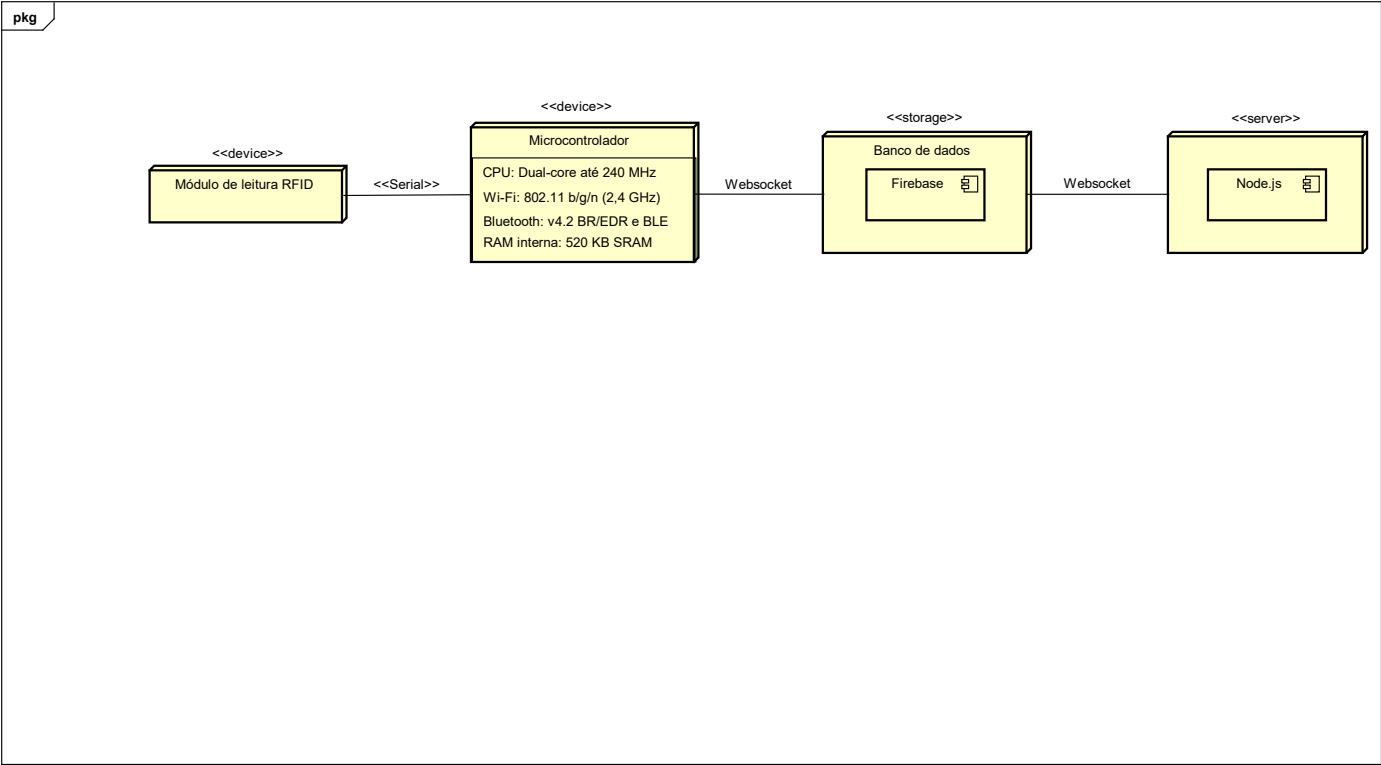 pkg
<<device>>
Módulo de leitura RFID
<<Serial>>
<<device>>
Microcontrolador
CPU: Dual-core até 240 MHz
Wi-Fi: 802.11 b/g/n (2,4 GHz)
Bluetooth: v4.2 BR/EDR e BLE
RAM interna: 520 KB SRAM
Websocket
<<storage>>
Banco de dados
Firebase
Websocket
<<server>>
Node.js